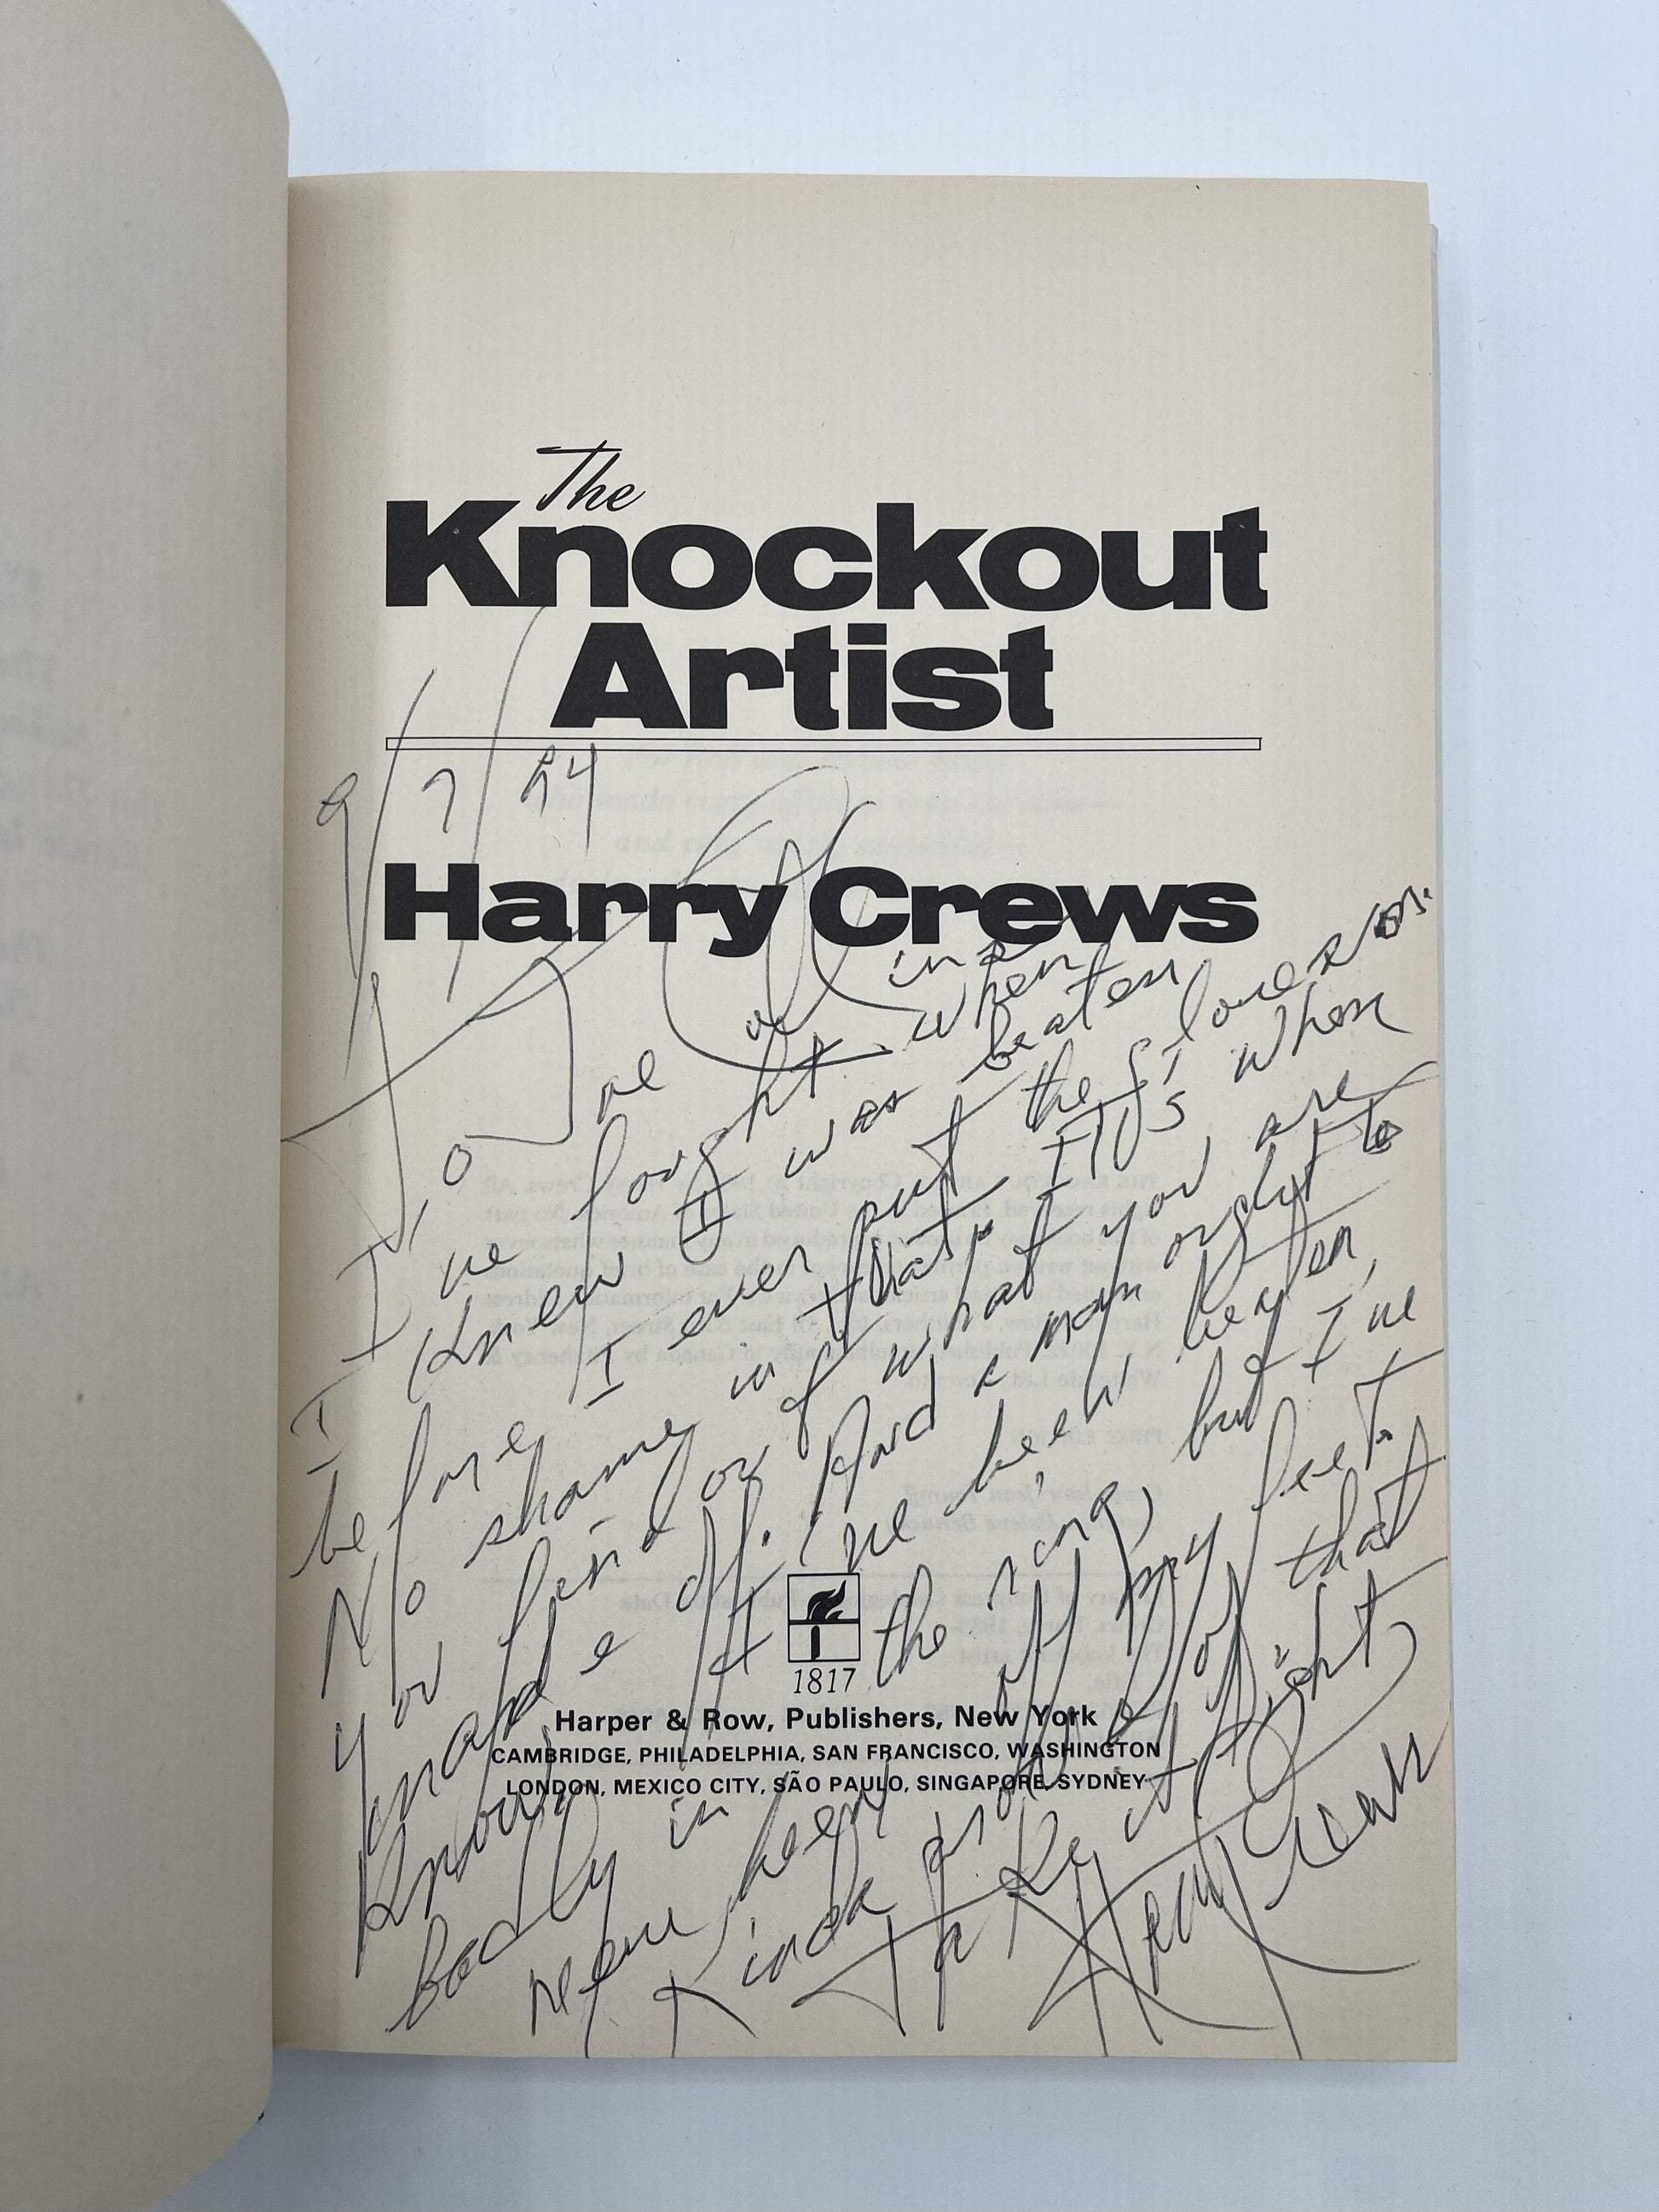 The
Knockout
Artist
9/7/94
Harry Crews
I've fought when
I knew I was beaten
before I ever put the gloves on.
No shame in that. It's when
you find out what you are
made of. And a man ought to
know it. I've been beaten
badly in the ring, but I've
never been off my feet.
Kinda proud of that
Take it light
Harry Crews
1817
Harper & Row, Publishers, New York
CAMBRIDGE, PHILADELPHIA, SAN FRANCISCO, WASHINGTON
LONDON, MEXICO CITY, SÃO PAULO, SINGAPORE, SYDNEY